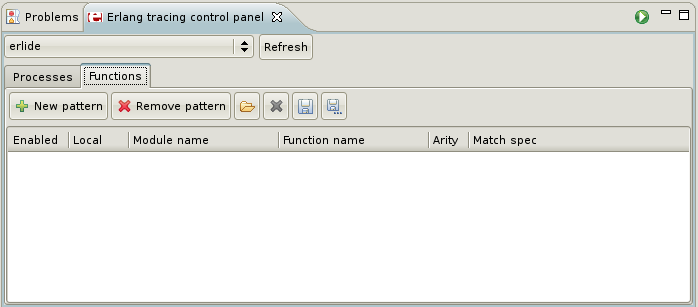 Problems Erlang tracing control panel
erlide Refresh
Processes Functions
New pattern Remove pattern
Enabled Local Module name Function name Arity Match spec